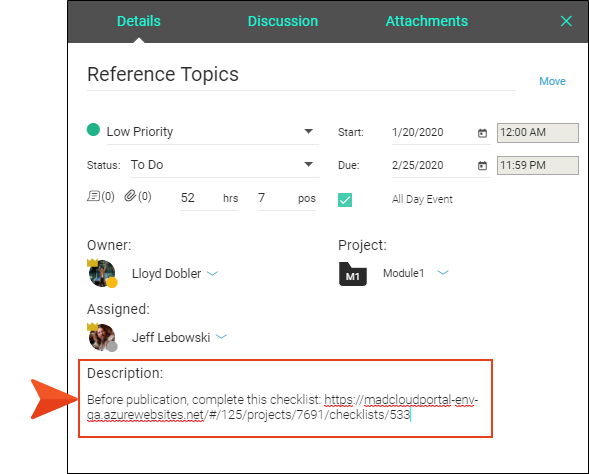 Details Discussion Attachments
Reference Topics
Move
Low Priority Start: 1/20/2020 12:00 AM
Status: To Do Due: 2/25/2020 11:59 PM
(0) (0) 52 hrs 7 pos All Day Event
Owner: Project:
Lloyd Dobler M1 Module1
Assigned:
Jeff Lebowski
Description:
Before publication, complete this checklist: https://madcloudportal-env-
qa.azurewebsites.net/#/125/projects/7691/checklists/533